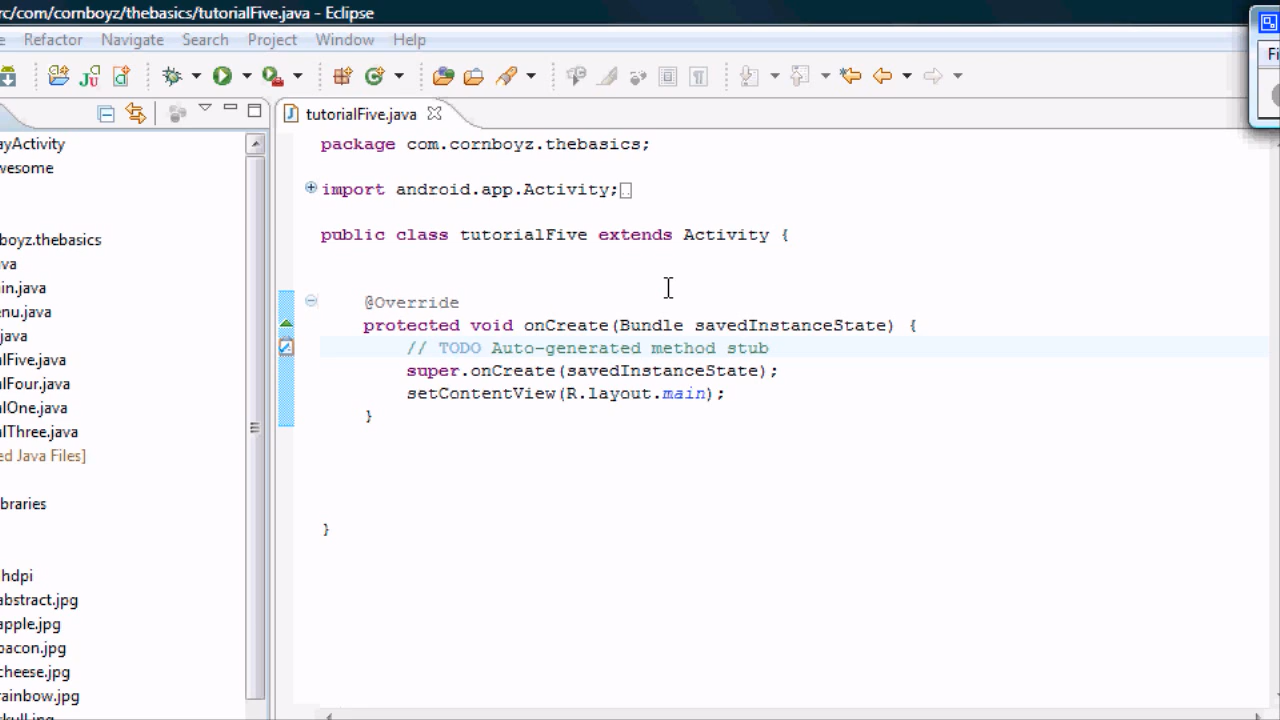 rc/com/cornboyz/thebasics/tutorialFive.java - Eclipse
e Refactor Navigate Search Project Window Help
Fi
tutorialFive.java
ayActivity
wesome
boyz.thebasics
va
in.java
enu.java
.java
alFive.java
alFour.java
alOne.java
alThree.java
ed Java Files]
braries
hdpi
abstract.jpg
apple.jpg
bacon.jpg
cheese.jpg
rainbow.jpg
package com.cornboyz.thebasics;
import android.app.Activity;
public class tutorialFive extends Activity {
@Override
protected void onCreate(Bundle savedInstanceState) {
// TODO Auto-generated method stub
super.onCreate(savedInstanceState);
setContentView(R.layout.main);
}
}